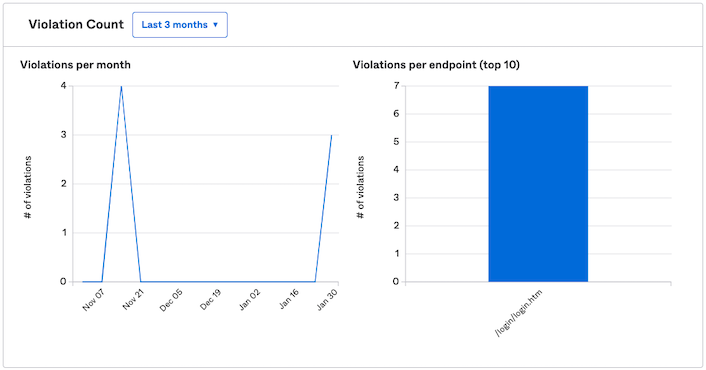 Violation Count Last 3 months ▼
Violations per month
# of violations
4
3
2
1
0
Nov 07 Nov 21 Dec 05 Dec 19 Jan 02 Jan 16 Jan 30
Violations per endpoint (top 10)
# of violations
7
6
5
4
3
2
1
0
/login/login.htm